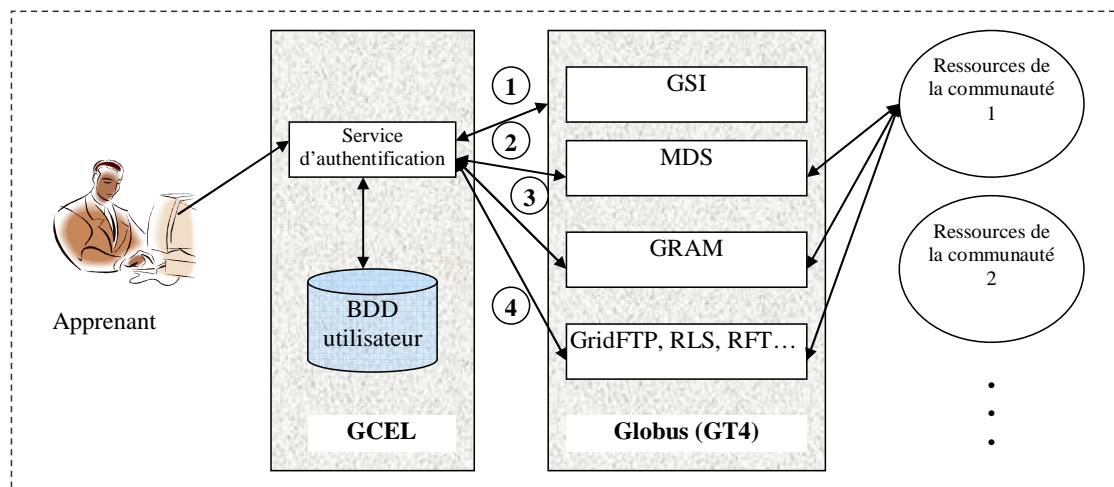 Apprenant
Service
d'authentification
BDD
utilisateur
GCEL
1
2
3
4
GSI
MDS
GRAM
GridFTP, RLS, RFT…
Globus (GT4)
Ressources de
la communauté
1
Ressources de
la communauté
2